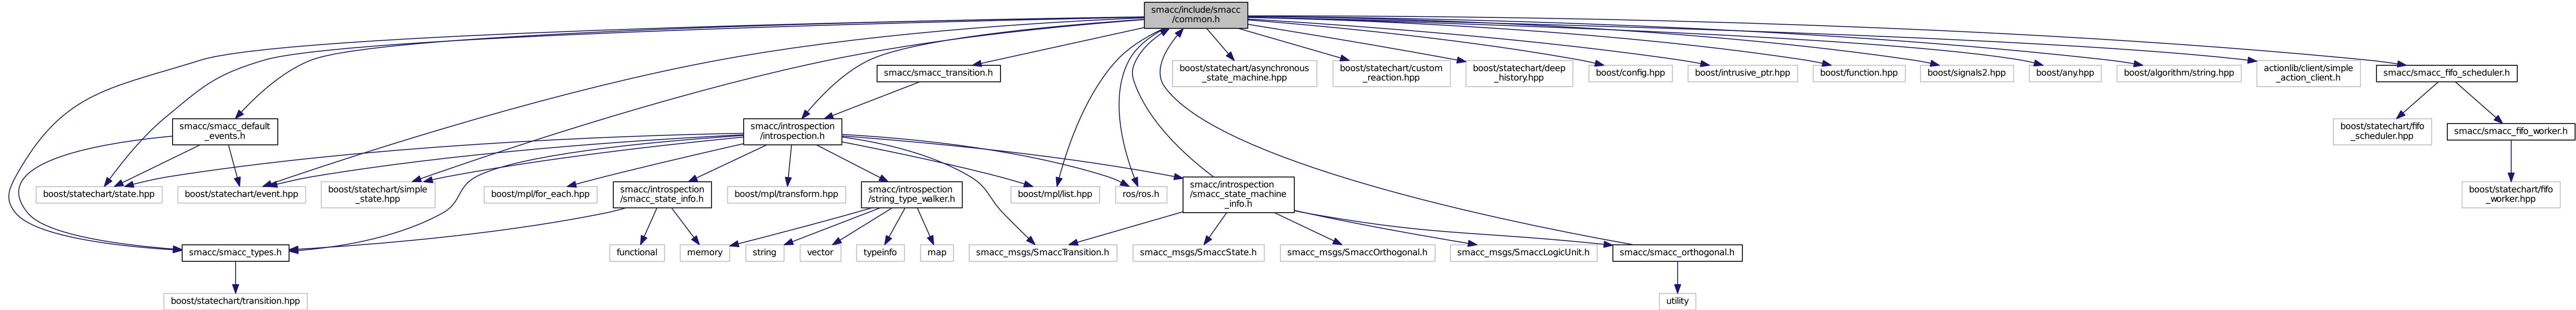 smacc/include/smacc
/common.h
smacc/smacc_transition.h
boost/statechart/asynchronous
_state_machine.hpp
boost/statechart/custom
_reaction.hpp
boost/statechart/deep
_history.hpp
boost/config.hpp
boost/intrusive_ptr.hpp
boost/function.hpp
boost/signals2.hpp
boost/any.hpp
boost/algorithm/string.hpp
actionlib/client/simple
_action_client.h
smacc/smacc_fifo_scheduler.h
smacc/smacc_default
_events.h
smacc/introspection
/introspection.h
boost/statechart/fifo
_scheduler.hpp
smacc/smacc_fifo_worker.h
boost/statechart/state.hpp
boost/statechart/event.hpp
boost/statechart/simple
_state.hpp
boost/mpl/for_each.hpp
smacc/introspection
/smacc_state_info.h
boost/mpl/transform.hpp
smacc/introspection
/string_type_walker.h
boost/mpl/list.hpp
ros/ros.h
smacc/introspection
/smacc_state_machine
_info.h
boost/statechart/fifo
_worker.hpp
smacc/smacc_types.h
functional
memory
string
vector
typeinfo
map
smacc_msgs/SmaccTransition.h
smacc_msgs/SmaccState.h
smacc_msgs/SmaccOrthogonal.h
smacc_msgs/SmaccLogicUnit.h
smacc/smacc_orthogonal.h
boost/statechart/transition.hpp
utility